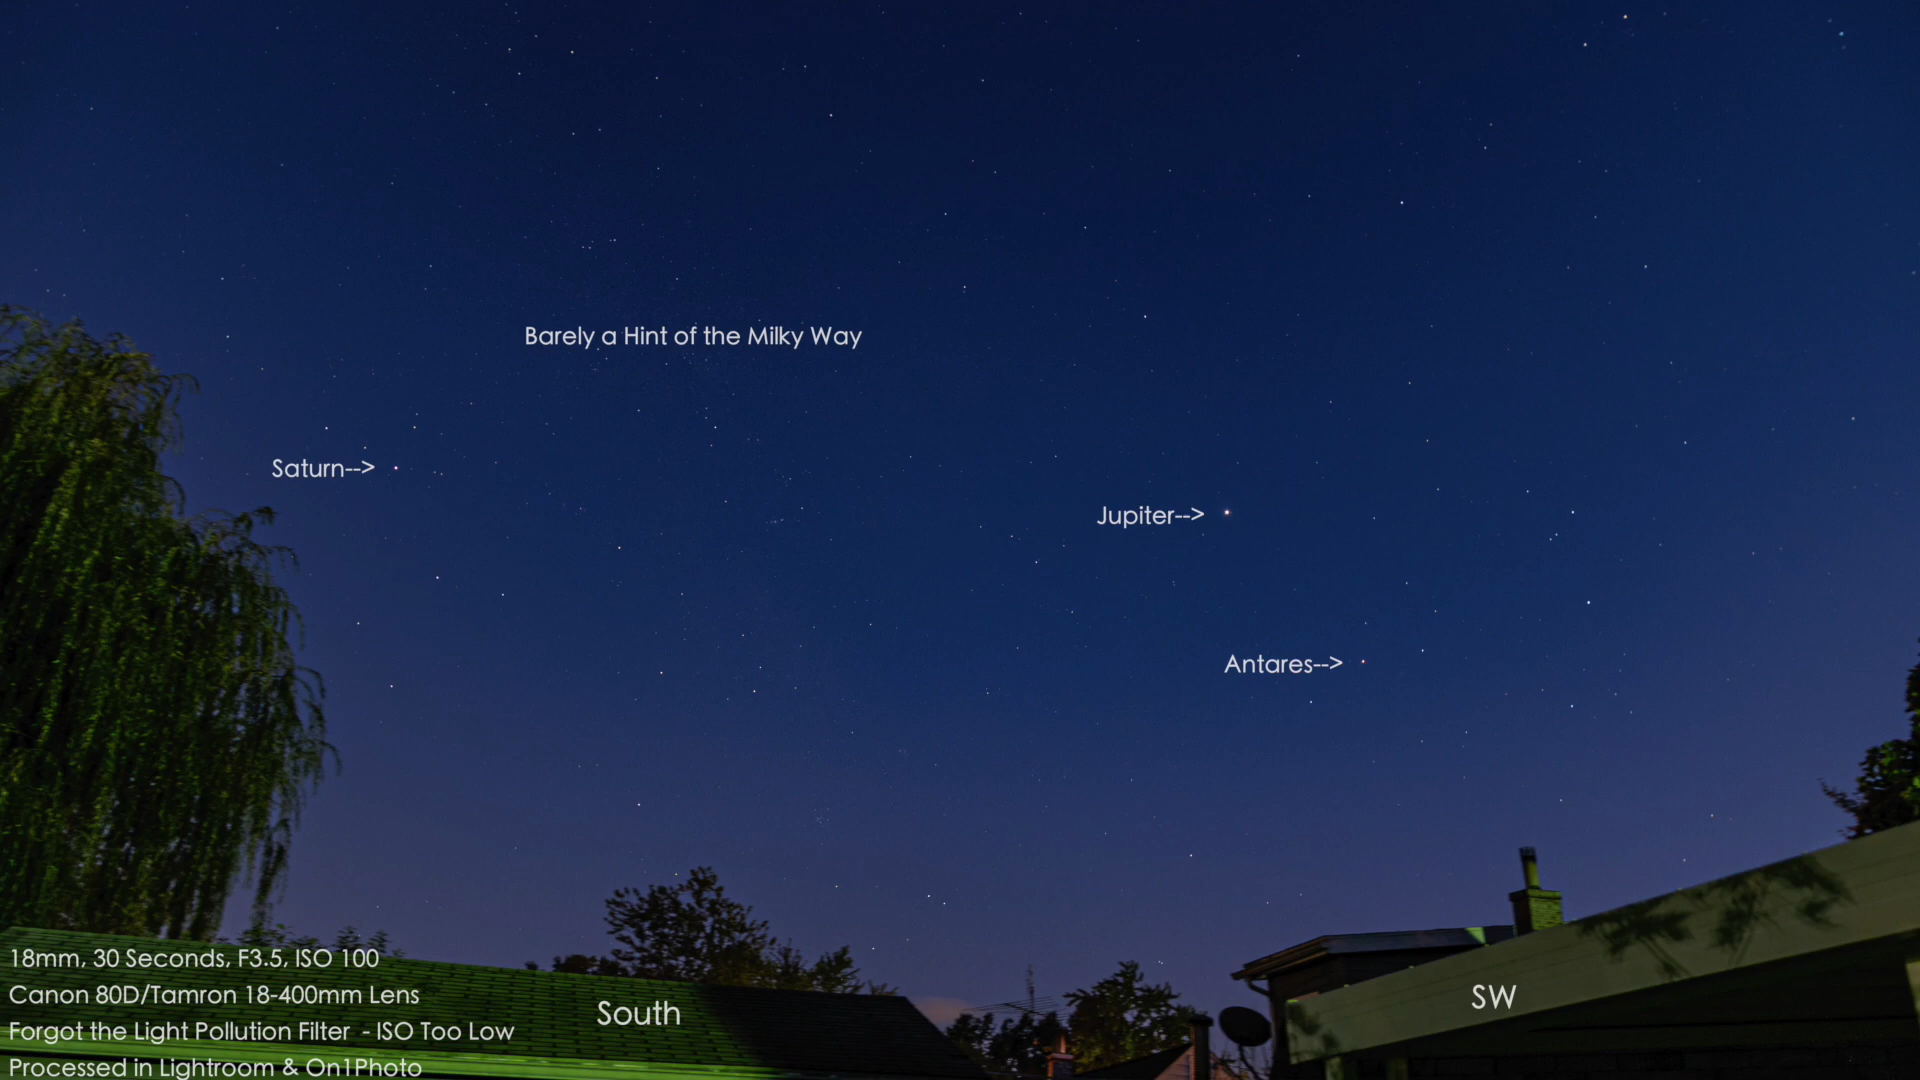 Barely a Hint of the Milky Way
Saturn-->
Jupiter-->
Antares-->
18mm, 30 Seconds, F3.5, ISO 100
Canon 80D/Tamron 18-400mm Lens
Forgot the Light Pollution Filter - ISO Too Low
Processed in Lightroom & On1Photo
South
SW